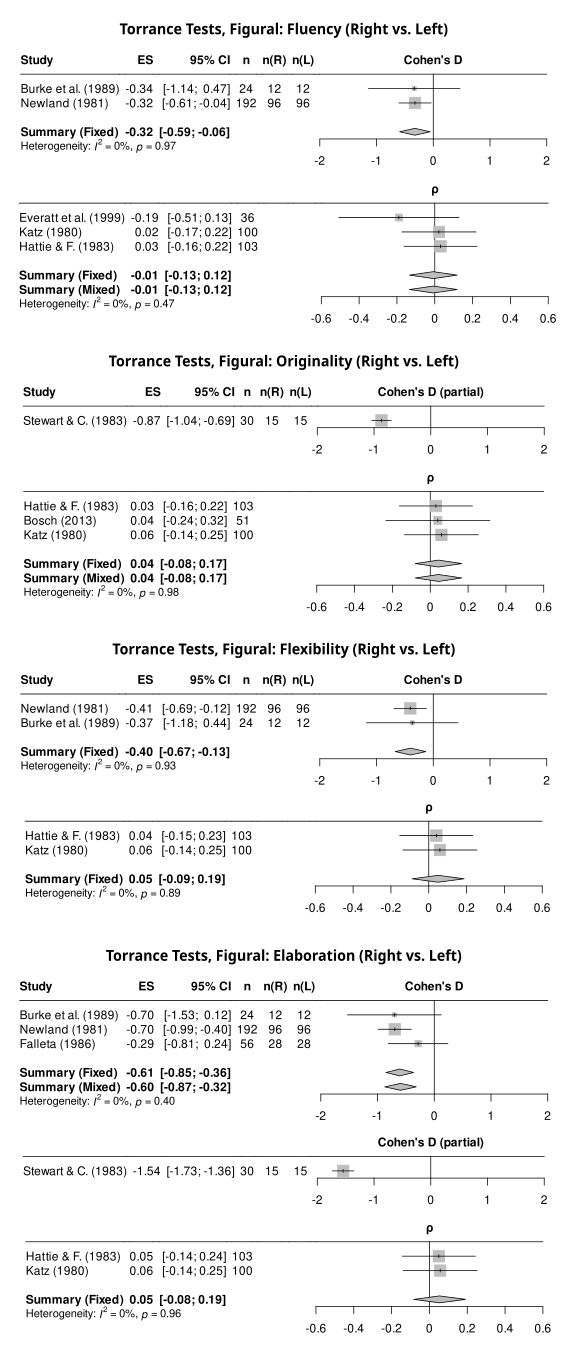 Torrance Tests, Figural: Fluency (Right vs. Left)
Study ES 95% CI n n(R) n(L) Cohen's D
Burke et al. (1989) -0.34 [-1.14; 0.47] 24 12 12
Newland (1981) -0.32 [-0.61; -0.04] 192 96 96
Summary (Fixed) -0.32 [-0.59; -0.06]
Heterogeneity: I² = 0%, p = 0.97
-2 -1 0 1 2
ρ
Everatt et al. (1999) -0.19 [-0.51; 0.13] 36
Katz (1980) 0.02 [-0.17; 0.22] 100
Hattie & F. (1983) 0.03 [-0.16; 0.22] 103
Summary (Fixed) -0.01 [-0.13; 0.12]
Summary (Mixed) -0.01 [-0.13; 0.12]
Heterogeneity: I² = 0%, p = 0.47
-0.6 -0.4 -0.2 0 0.2 0.4 0.6
Torrance Tests, Figural: Originality (Right vs. Left)
Study ES 95% CI n n(R) n(L) Cohen's D (partial)
Stewart & C. (1983) -0.87 [-1.04; -0.69] 30 15 15
-2 -1 0 1 2
ρ
Hattie & F. (1983) 0.03 [-0.16; 0.22] 103
Bosch (2013) 0.04 [-0.24; 0.32] 51
Katz (1980) 0.06 [-0.14; 0.25] 100
Summary (Fixed) 0.04 [-0.08; 0.17]
Summary (Mixed) 0.04 [-0.08; 0.17]
Heterogeneity: I² = 0%, p = 0.98
-0.6 -0.4 -0.2 0 0.2 0.4 0.6
Torrance Tests, Figural: Flexibility (Right vs. Left)
Study ES 95% CI n n(R) n(L) Cohen's D
Newland (1981) -0.41 [-0.69; -0.12] 192 96 96
Burke et al. (1989) -0.37 [-1.18; 0.44] 24 12 12
Summary (Fixed) -0.40 [-0.67; -0.13]
Heterogeneity: I² = 0%, p = 0.93
-2 -1 0 1 2
ρ
Hattie & F. (1983) 0.04 [-0.15; 0.23] 103
Katz (1980) 0.06 [-0.14; 0.25] 100
Summary (Fixed) 0.05 [-0.09; 0.19]
Heterogeneity: I² = 0%, p = 0.89
-0.6 -0.4 -0.2 0 0.2 0.4 0.6
Torrance Tests, Figural: Elaboration (Right vs. Left)
Study ES 95% CI n n(R) n(L) Cohen's D
Burke et al. (1989) -0.70 [-1.53; 0.12] 24 12 12
Newland (1981) -0.70 [-0.99; -0.40] 192 96 96
Falleta (1986) -0.29 [-0.81; 0.24] 56 28 28
Summary (Fixed) -0.61 [-0.85; -0.36]
Summary (Mixed) -0.60 [-0.87; -0.32]
Heterogeneity: I² = 0%, p = 0.40
-2 -1 0 1 2
Cohen's D (partial)
Stewart & C. (1983) -1.54 [-1.73; -1.36] 30 15 15
-2 -1 0 1 2
ρ
Hattie & F. (1983) 0.05 [-0.14; 0.24] 103
Katz (1980) 0.06 [-0.14; 0.25] 100
Summary (Fixed) 0.05 [-0.08; 0.19]
Heterogeneity: I² = 0%, p = 0.96
-0.6 -0.4 -0.2 0 0.2 0.4 0.6